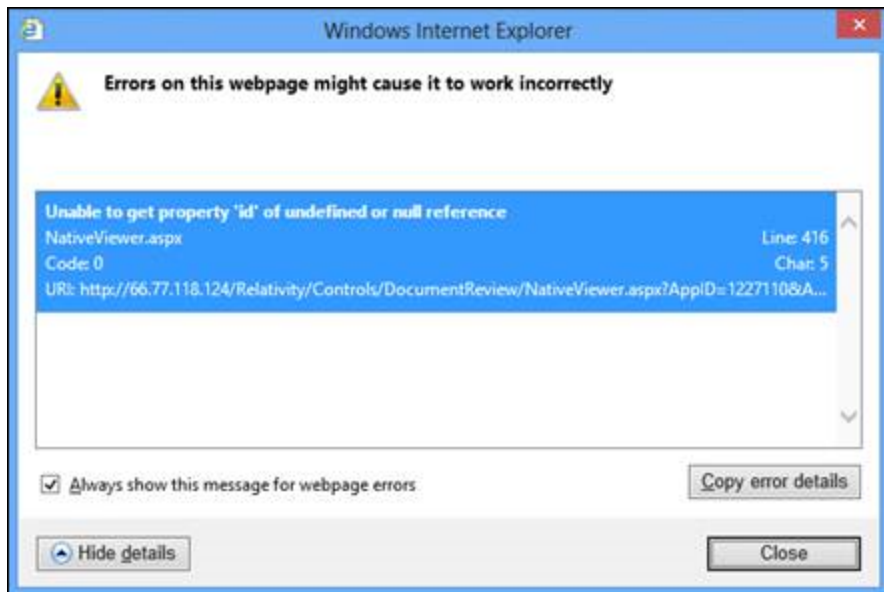 Windows Internet Explorer
Errors on this webpage might cause it to work incorrectly
Unable to get property 'id' of undefined or null reference
NativeViewer.aspx Line: 416
Code: 0 Char: 5
URI: http://66.77.118.124/Relativity/Controls/DocumentReview/NativeViewer.aspx?AppID=1227110&A...
Always show this message for webpage errors
Copy error details
Hide details
Close